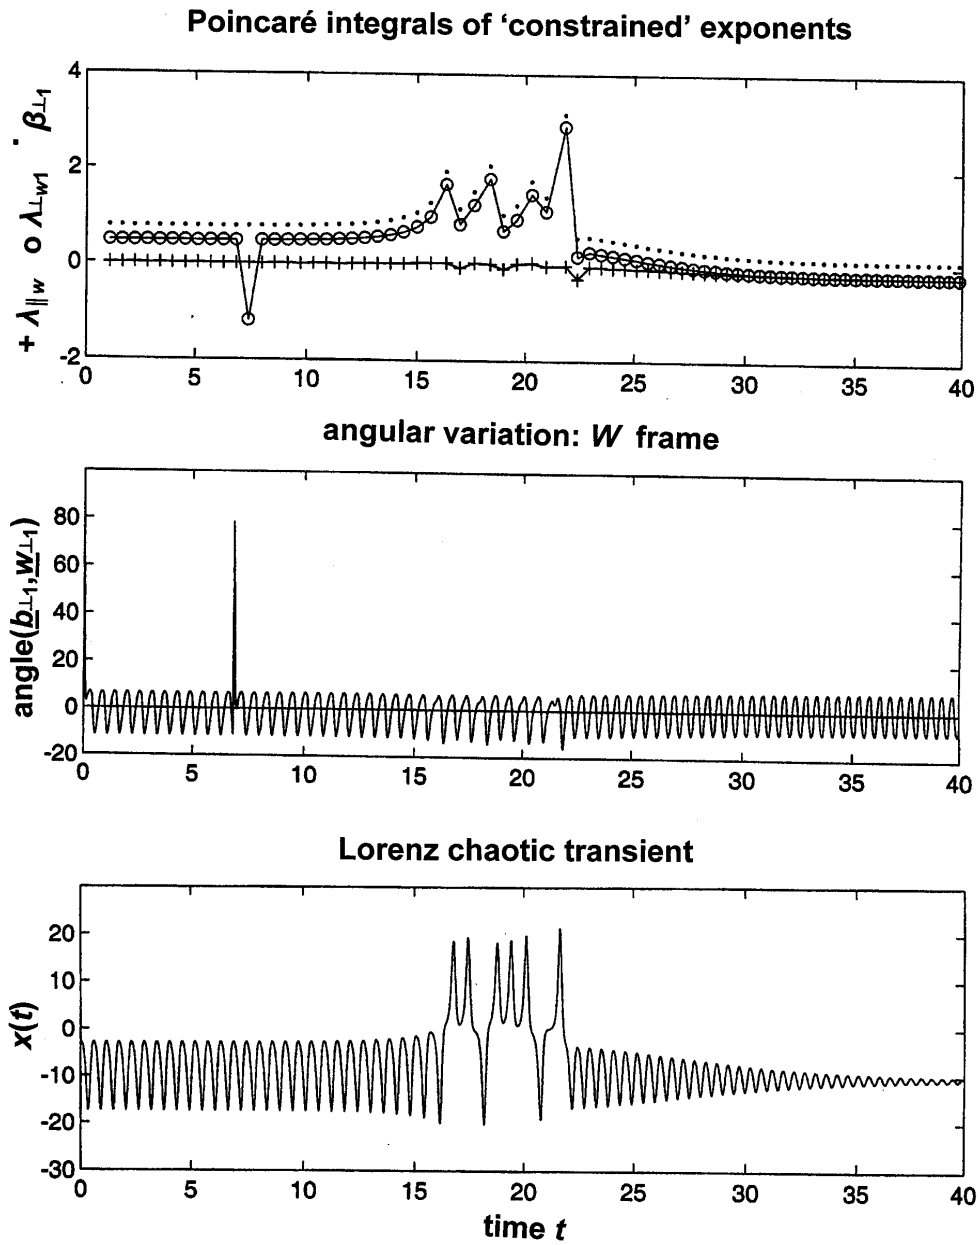 Poincaré integrals of ‘constrained’ exponents
+ λ∥w o λ⊥w1 · β⊥1
4
2
0
-2
0 5 10 15 20 25 30 35 40
angular variation: W frame
angle(b⊥1,w⊥1)
80
60
40
20
0
-20
0 5 10 15 20 25 30 35 40
Lorenz chaotic transient
x(t)
20
10
0
-10
-20
-30
0 5 10 15 20 25 30 35 40
time t